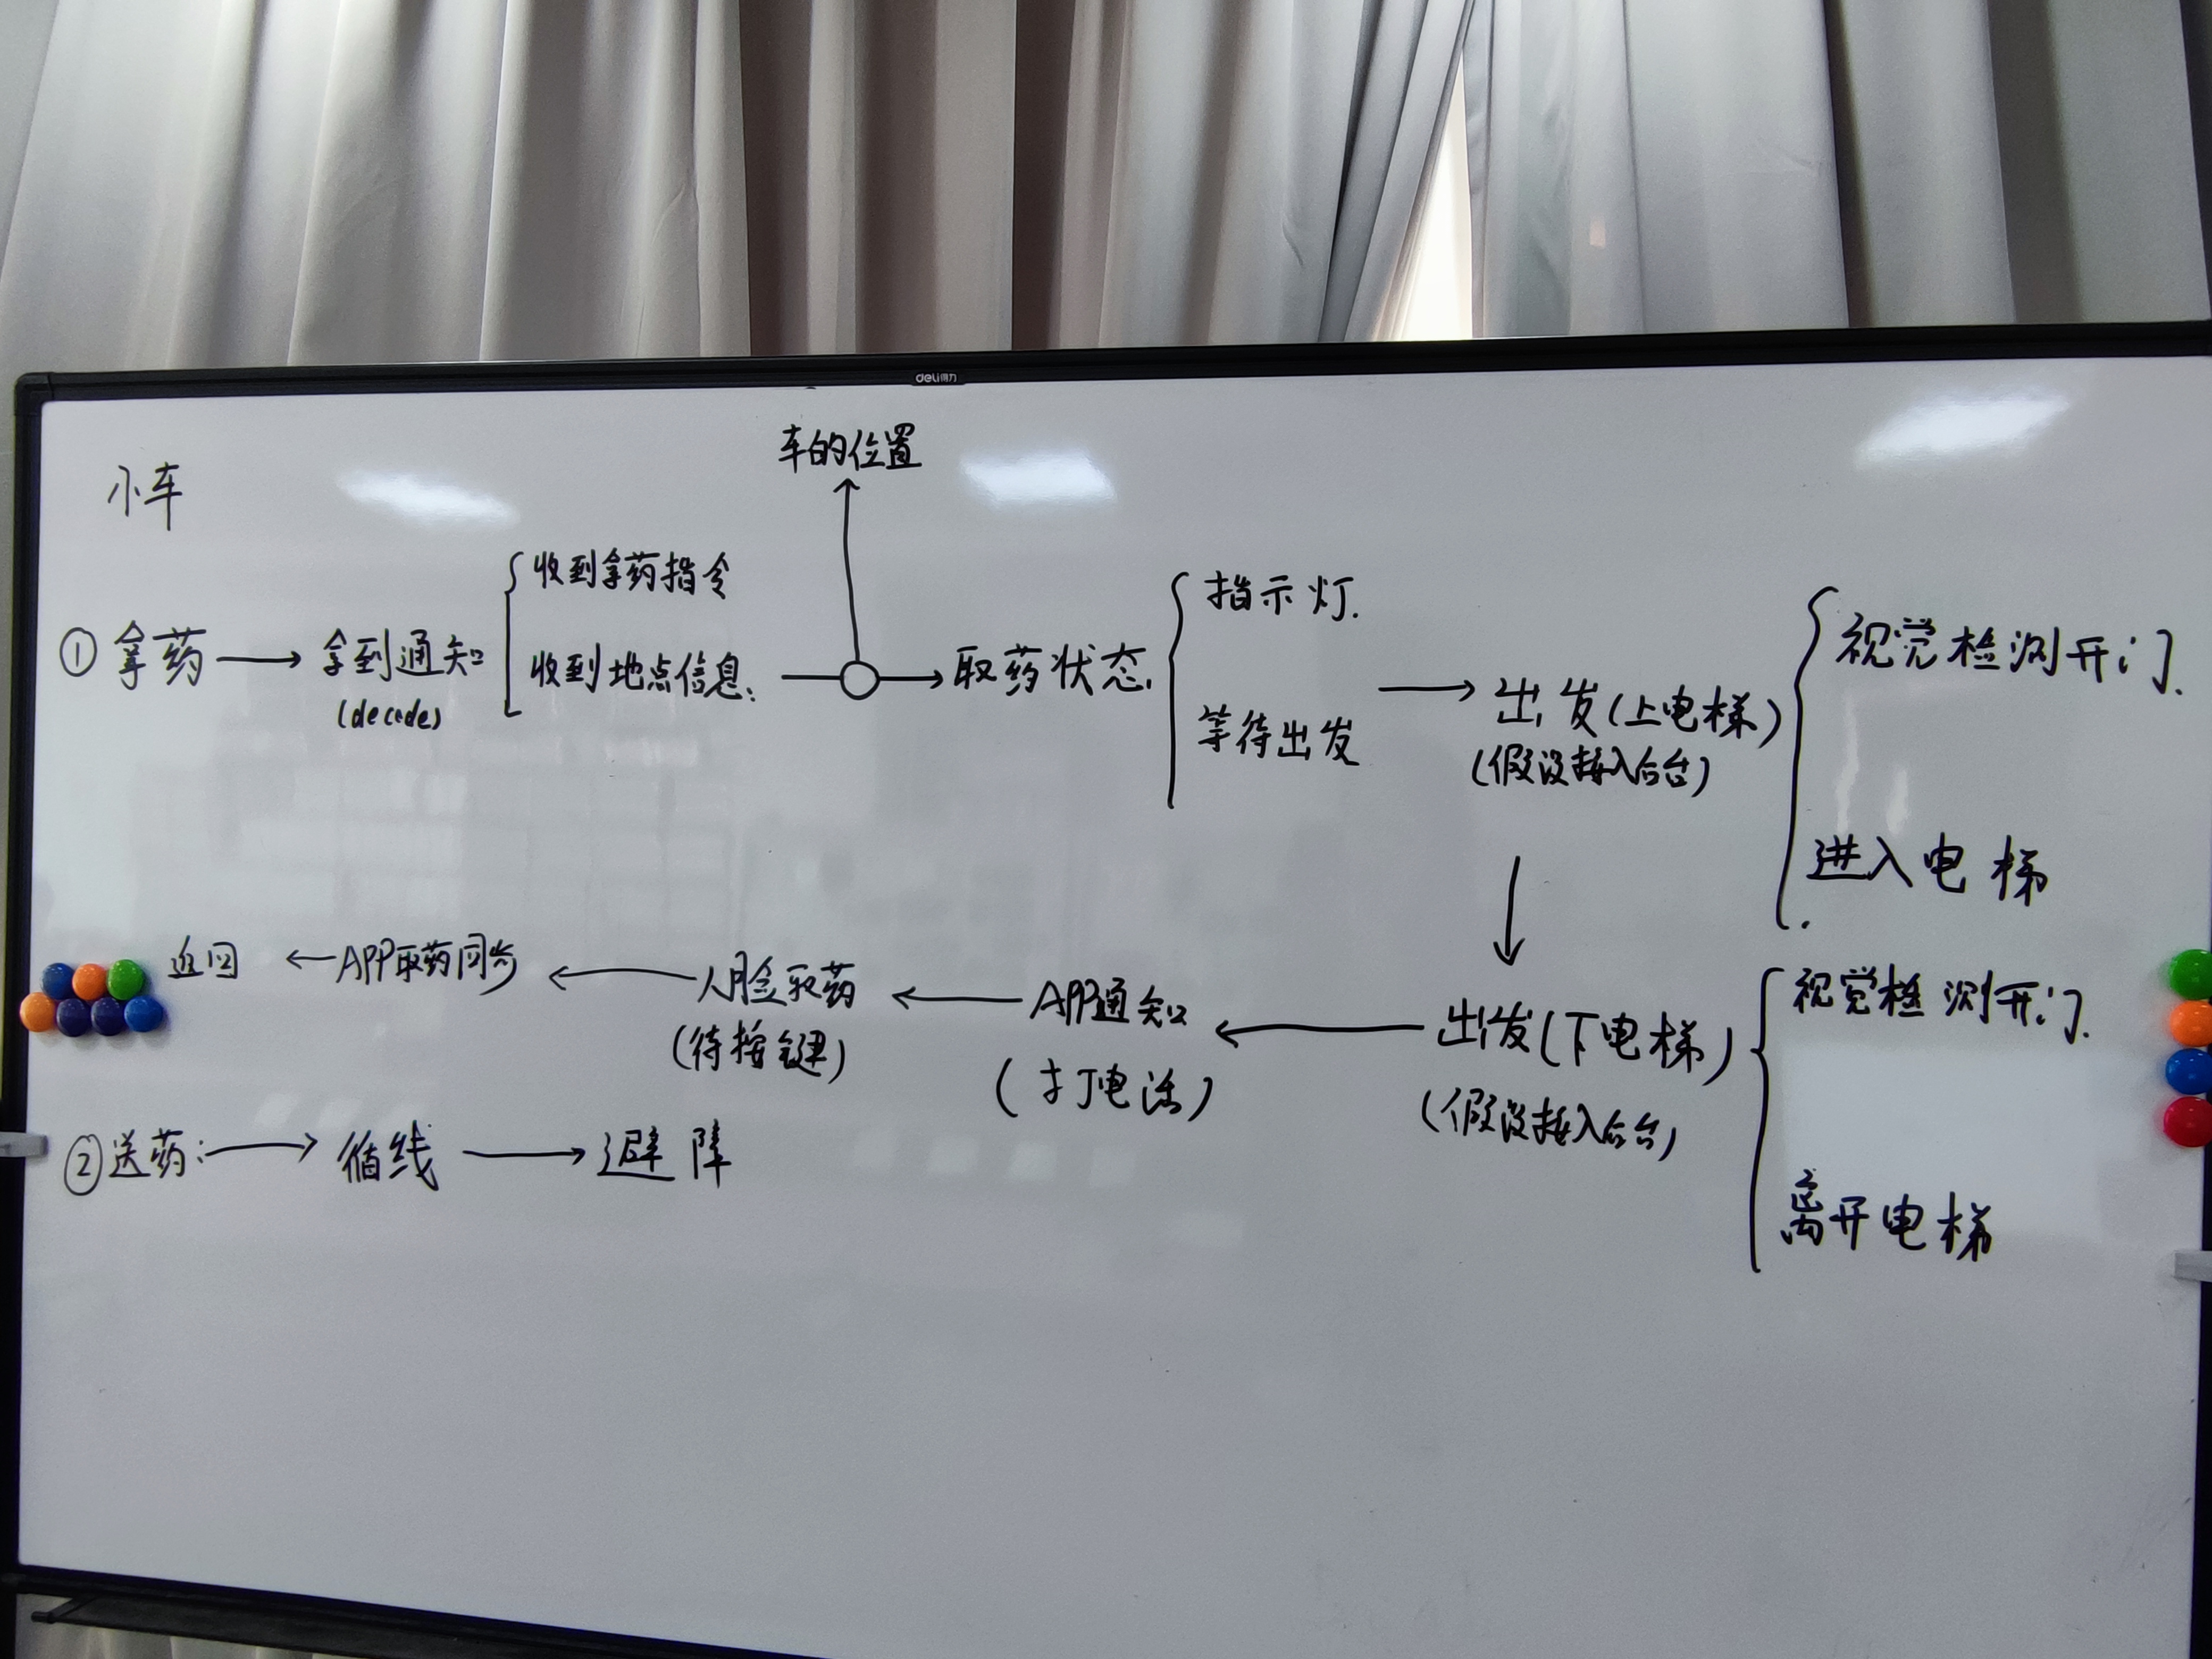 deli得力
车的位置
小车
收到拿药指令
① 拿药 → 拿到通知
(decode)
收到地点信息:
取药状态.
指示灯.
等待出发
出发(上电梯)
(假设接入后台)
视觉检测开门.
进入电梯
出发(下电梯)
(假设接入后台)
视觉检测开门.
离开电梯
APP通知
(打电话)
人脸取药
(待按键)
APP取药同步
返回
② 送药: → 循线 → 避障